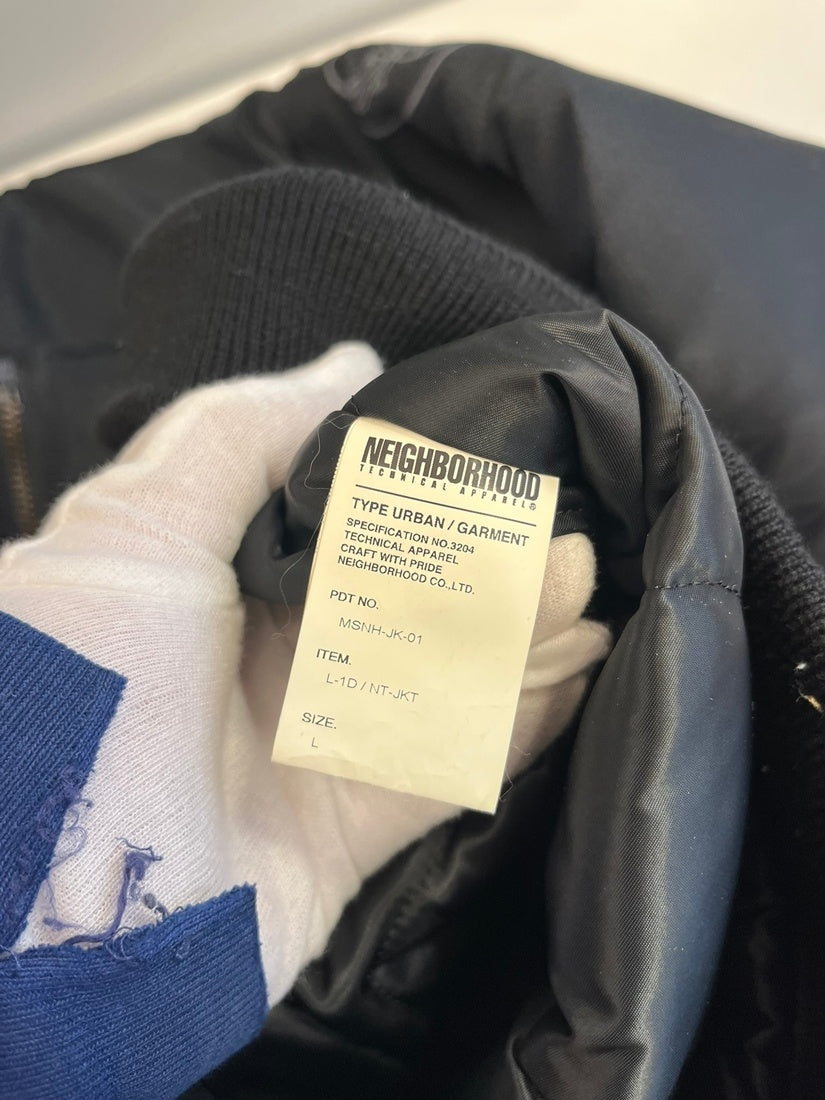 NEIGHBORHOOD
TECHNICAL APPAREL®
TYPE URBAN / GARMENT
SPECIFICATION NO.3204
TECHNICAL APPAREL
CRAFT WITH PRIDE
NEIGHBORHOOD CO.,LTD.
PDT NO.
MSNH-JK-01
ITEM.
L-1D / NT-JKT
SIZE.
L